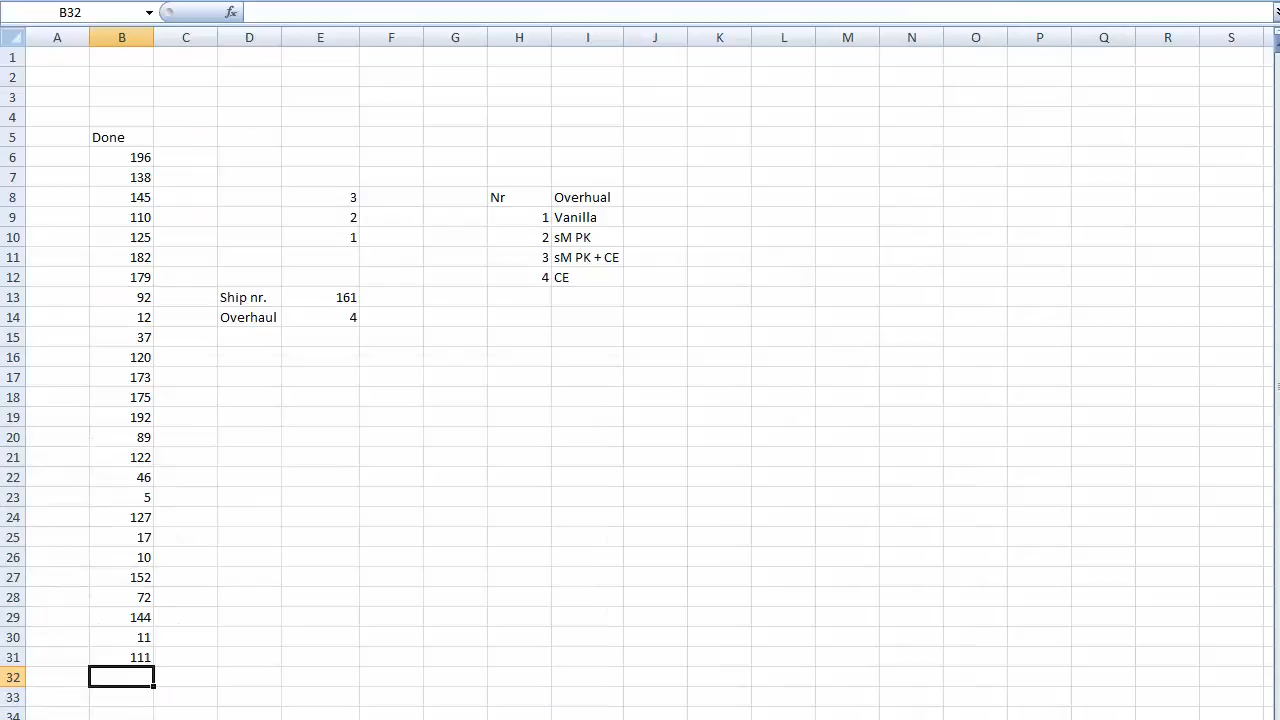 B32 fx
A B C D E F G H I J K L M N O P Q R S
1
2
3
4
5 Done
6 196
7 138
8 145 3 Nr Overhual
9 110 2 1 Vanilla
10 125 1 2 sM PK
11 182 3 sM PK + CE
12 179 4 CE
13 92 Ship nr. 161
14 12 Overhaul 4
15 37
16 120
17 173
18 175
19 192
20 89
21 122
22 46
23 5
24 127
25 17
26 10
27 152
28 72
29 144
30 11
31 111
32
33
34